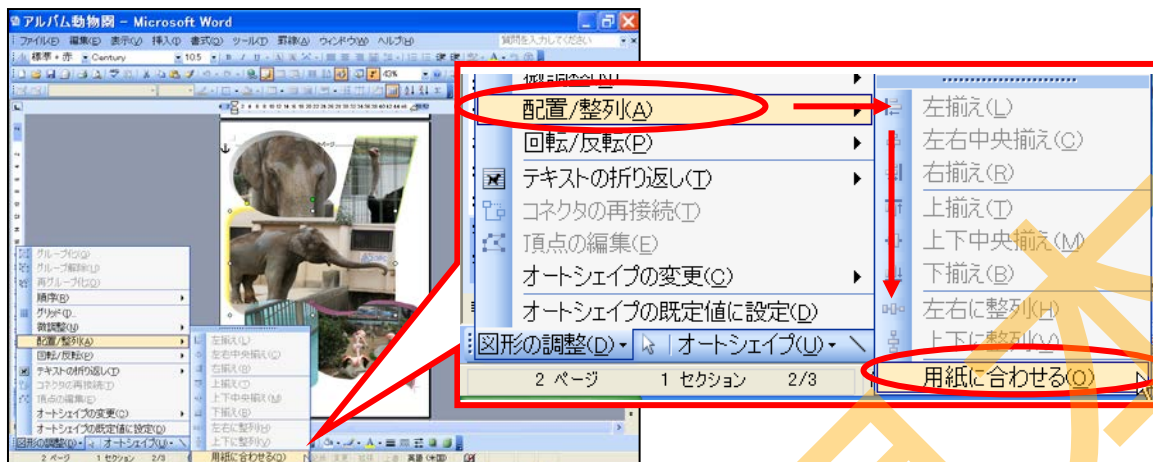 アルバム動物園 - Microsoft Word
ファイル(F) 編集(E) 表示(V) 挿入(I) 書式(O) ツール(T) 罫線(A) ウィンドウ(W) ヘルプ(H)
質問を入力してください
標準 + 赤 Century 10.5
43%
グループ化(G)
グループ解除(U)
再グループ化(O)
順序(R)
グリッド(I)...
微調整(N)
配置/整列(A)
回転/反転(P)
テキストの折り返し(T)
コネクタの再接続(T)
頂点の編集(E)
オートシェイプの変更(C)
オートシェイプの既定値に設定(D)
図形の調整(D) オートシェイプ(U)
2 ページ 1 セクション 2/3
左揃え(L)
左右中央揃え(C)
右揃え(R)
上揃え(T)
上下中央揃え(M)
下揃え(B)
左右に整列(H)
上下に整列(V)
用紙に合わせる(O)
英語 (米国)
微調整(N)
配置/整列(A)
回転/反転(P)
テキストの折り返し(T)
コネクタの再接続(T)
頂点の編集(E)
オートシェイプの変更(C)
オートシェイプの既定値に設定(D)
図形の調整(D) オートシェイプ(U)
2 ページ 1 セクション 2/3
左揃え(L)
左右中央揃え(C)
右揃え(R)
上揃え(T)
上下中央揃え(M)
下揃え(B)
左右に整列(H)
上下に整列(V)
用紙に合わせる(O)